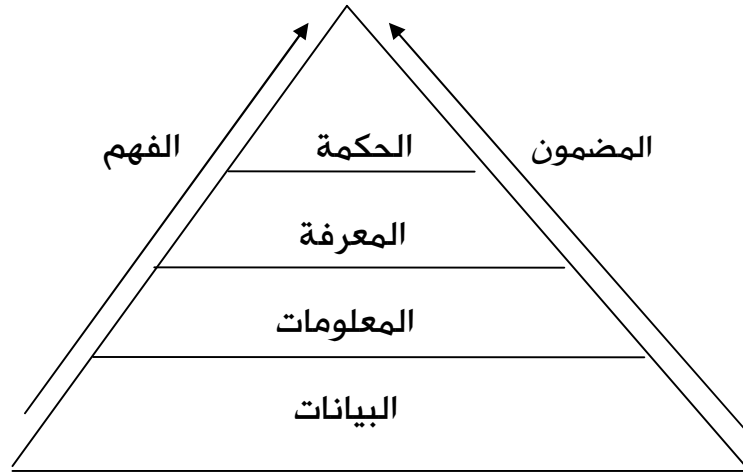 الحكمة
المضمون
الفهم
المعرفة
المعلومات
البيانات